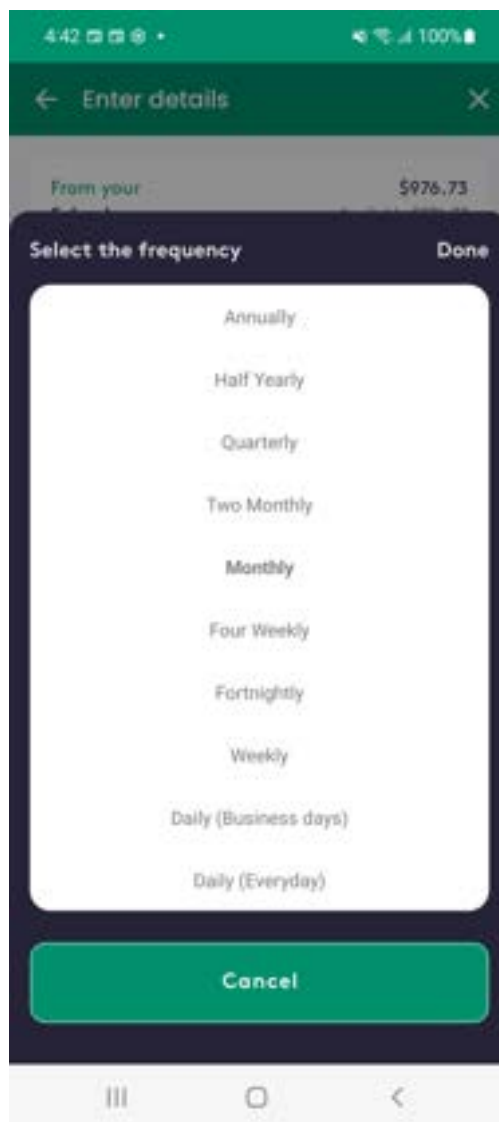 4:42
100%
Enter details
From your
$976.73
Select the frequency
Done
Annually
Half Yearly
Quarterly
Two Monthly
Monthly
Four Weekly
Fortnightly
Weekly
Daily (Business days)
Daily (Everyday)
Cancel